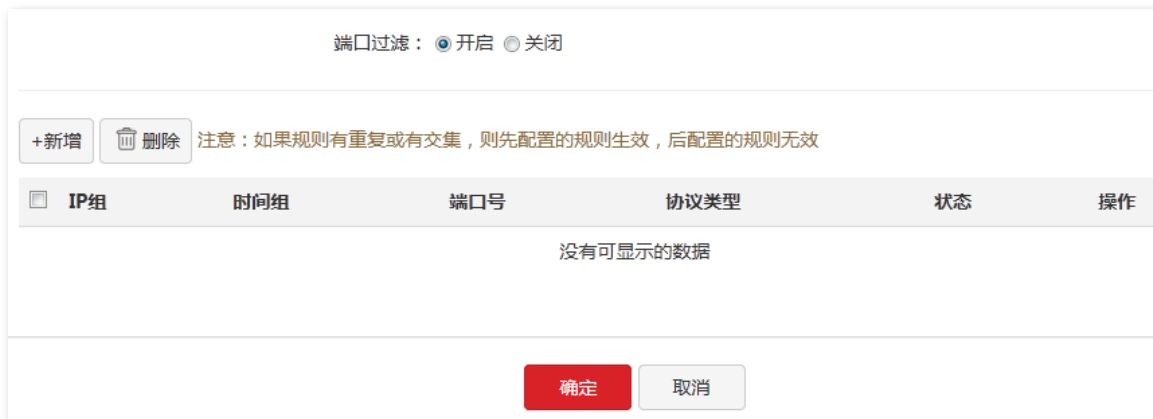 端口过滤： 开启 关闭
+新增 删除 注意：如果规则有重复或有交集，则先配置的规则生效，后配置的规则无效
IP组 时间组 端口号 协议类型 状态 操作
没有可显示的数据
确定 取消